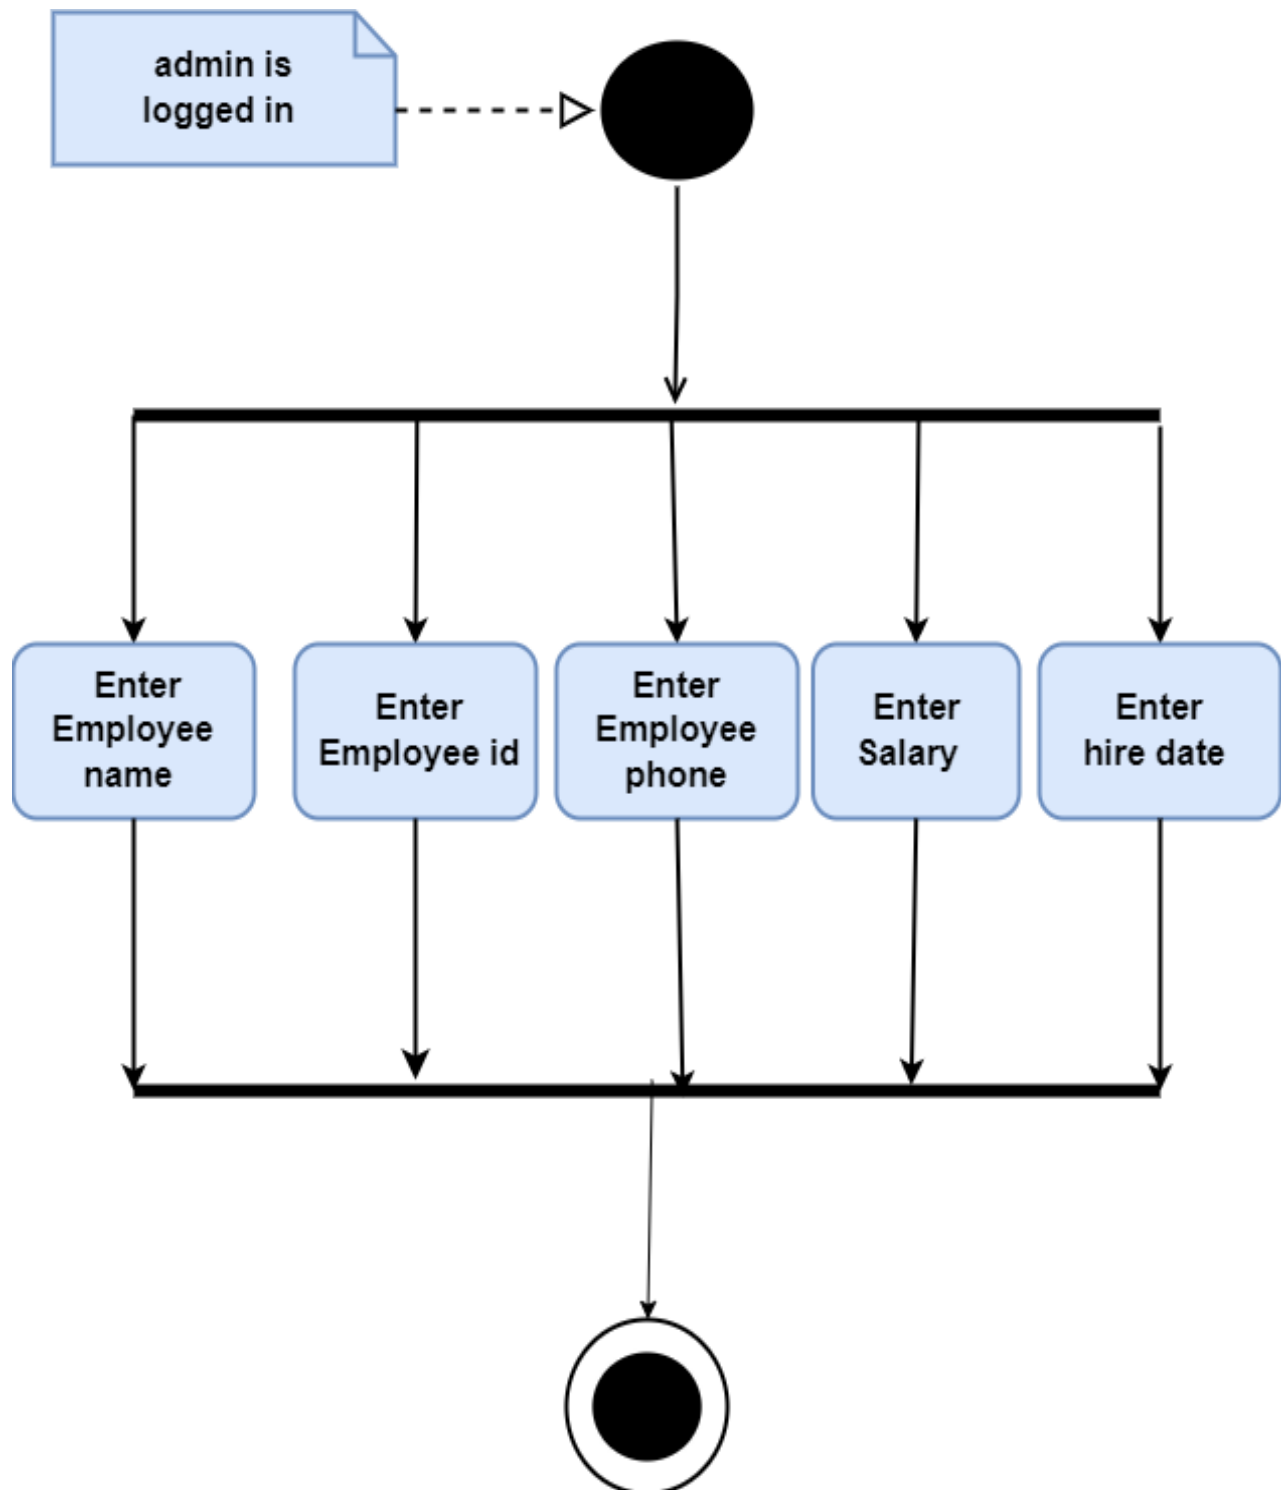 admin is
logged in
Enter
Employee
name
Enter
Employee id
Enter
Employee
phone
Enter
Salary
Enter
hire date